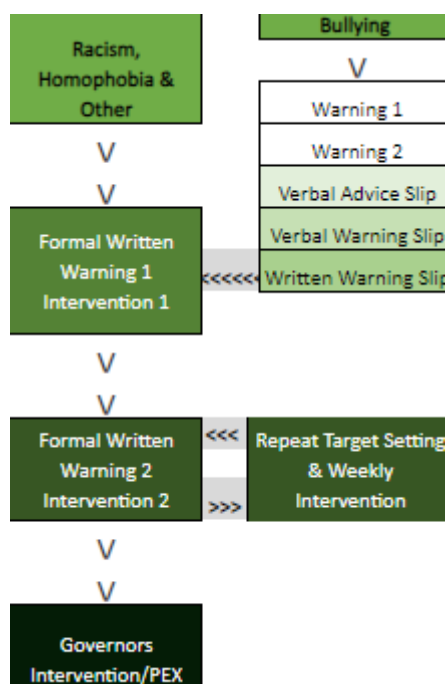 Racism,
Homophobia &
Other
V
V
Formal Written
Warning 1
Intervention 1
V
V
Formal Written
Warning 2
Intervention 2
V
V
Governors
Intervention/PEX
Bullying
V
Warning 1
Warning 2
Verbal Advice Slip
Verbal Warning Slip
<<<<<< Written Warning Slip
<<<
>>>
Repeat Target Setting
& Weekly
Intervention